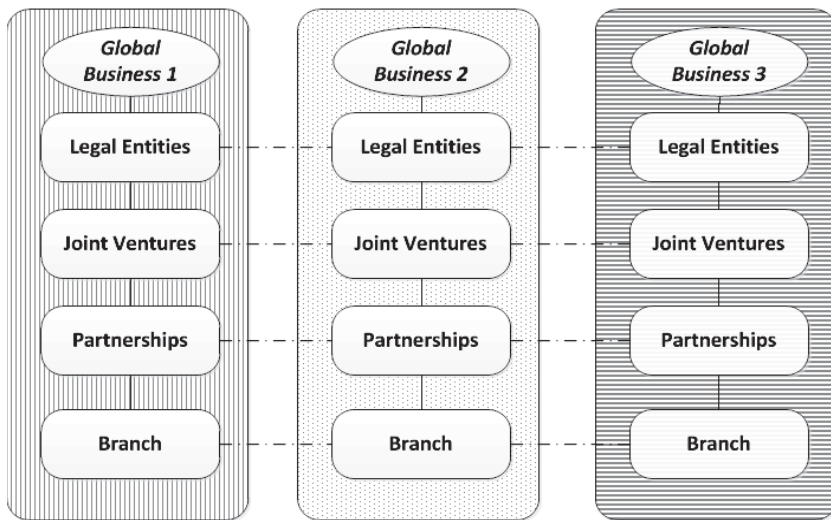 Global
Business 1
Legal Entities
Joint Ventures
Partnerships
Branch
Global
Business 2
Legal Entities
Joint Ventures
Partnerships
Branch
Global
Business 3
Legal Entities
Joint Ventures
Partnerships
Branch